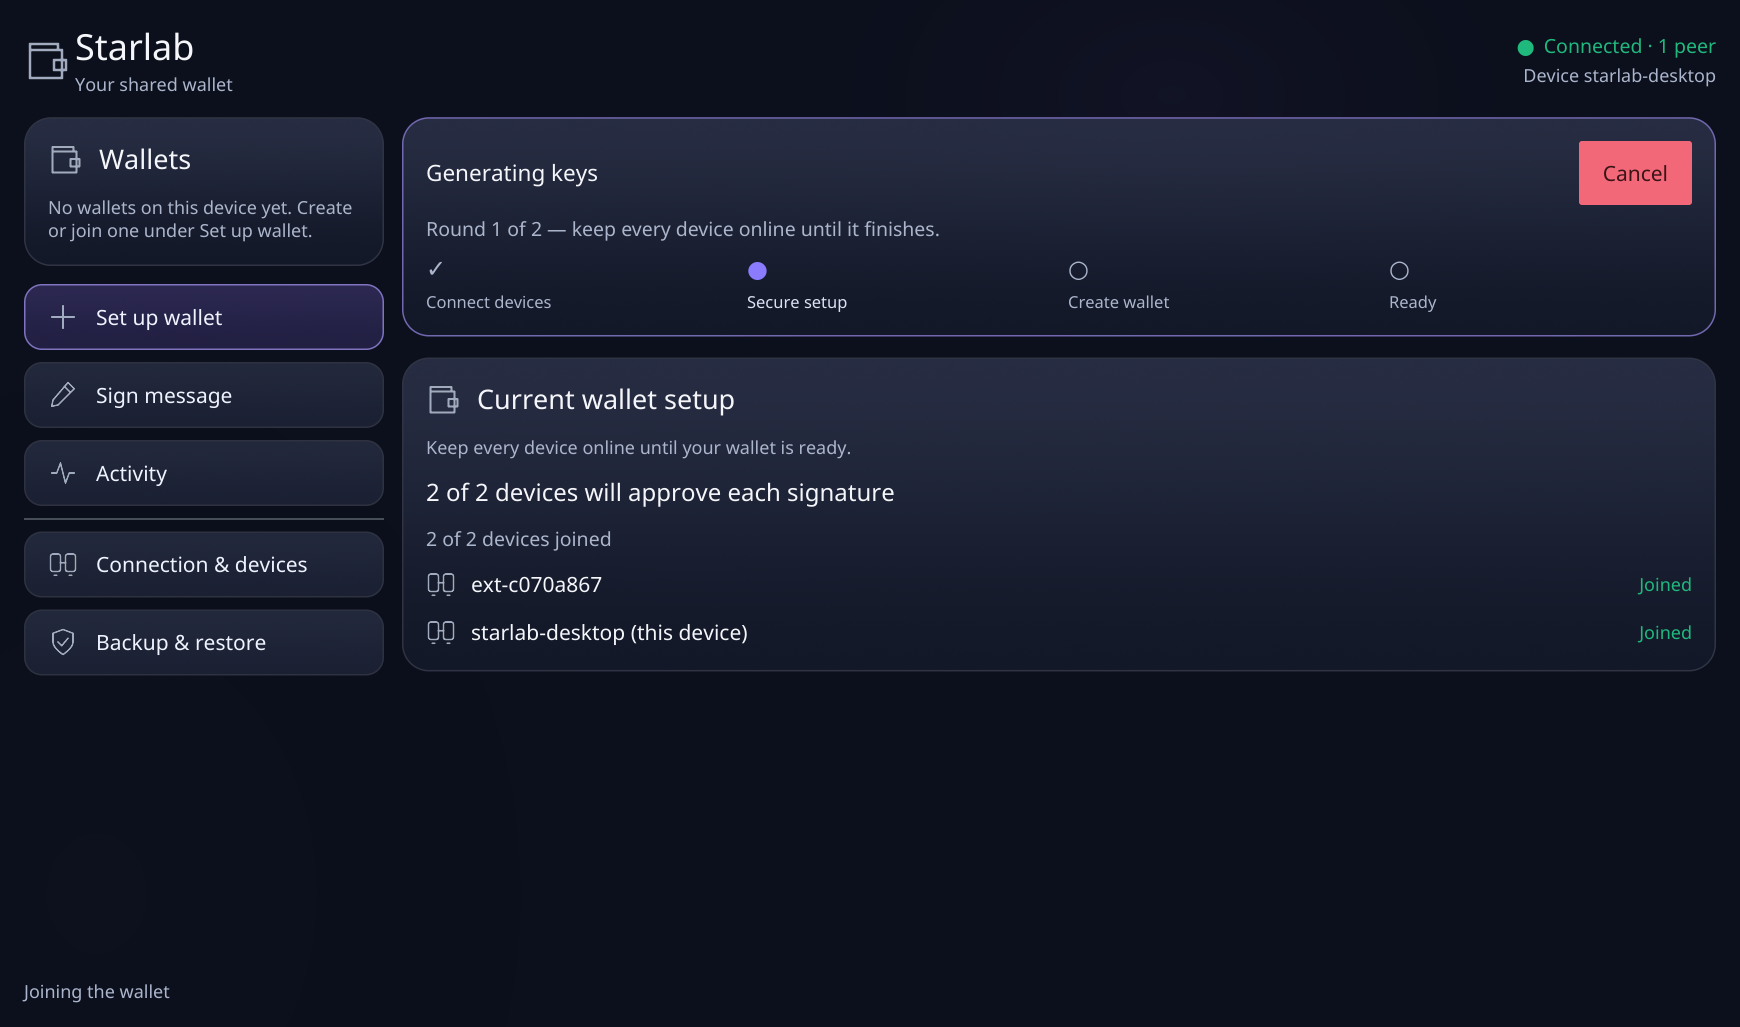 Starlab
Your shared wallet
Connected · 1 peer
Device starlab-desktop
Wallets
No wallets on this device yet. Create
or join one under Set up wallet.
Set up wallet
Sign message
Activity
Connection & devices
Backup & restore
Generating keys
Cancel
Round 1 of 2 — keep every device online until it finishes.
✓
Connect devices
Secure setup
Create wallet
Ready
Current wallet setup
Keep every device online until your wallet is ready.
2 of 2 devices will approve each signature
2 of 2 devices joined
ext-c070a867
Joined
starlab-desktop (this device)
Joined
Joining the wallet